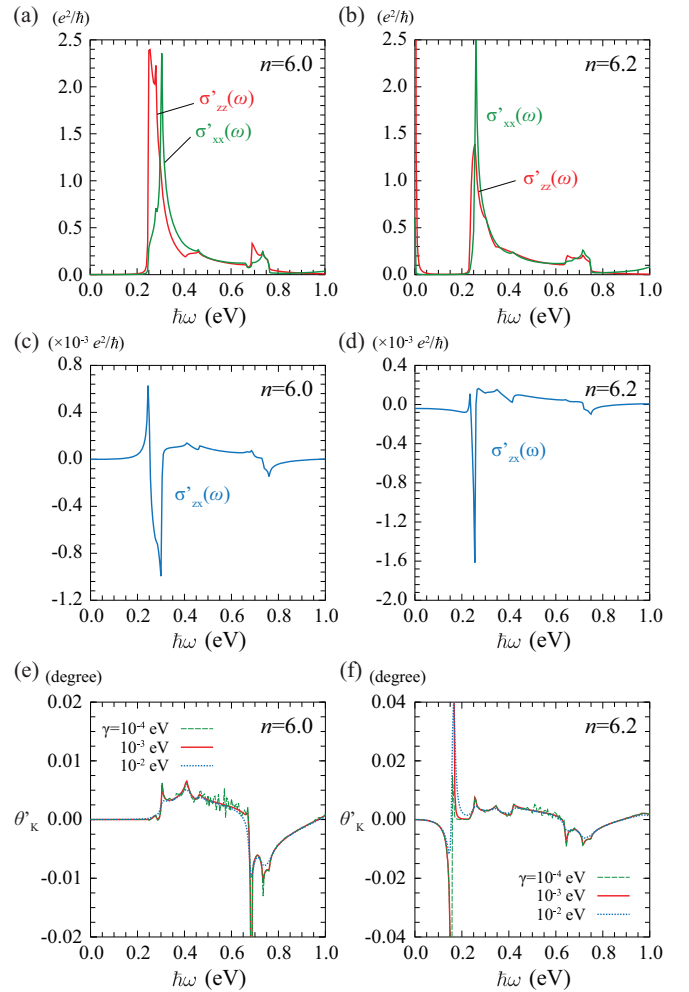 (a) (e²/ħ)
2.5
2.0
1.5
1.0
0.5
0.0
n=6.0
σ'zz(ω)
σ'xx(ω)
0.0 0.2 0.4 0.6 0.8 1.0
ħω (eV)
(b) (e²/ħ)
2.5
2.0
1.5
1.0
0.5
0.0
n=6.2
σ'xx(ω)
σ'zz(ω)
0.0 0.2 0.4 0.6 0.8 1.0
ħω (eV)
(c) (×10⁻³ e²/ħ)
0.8
0.4
0.0
-0.4
-0.8
-1.2
n=6.0
σ'zx(ω)
0.0 0.2 0.4 0.6 0.8 1.0
ħω (eV)
(d) (×10⁻³ e²/ħ)
0.4
0.0
-0.4
-0.8
-1.2
-1.6
-2.0
n=6.2
σ'zx(ω)
0.0 0.2 0.4 0.6 0.8 1.0
ħω (eV)
(e) (degree)
0.02
0.01
0.00
-0.01
-0.02
θ'K
γ=10⁻⁴ eV
10⁻³ eV
10⁻² eV
n=6.0
0.0 0.2 0.4 0.6 0.8 1.0
ħω (eV)
(f) (degree)
0.04
0.02
0.00
-0.02
-0.04
θ'K
n=6.2
γ=10⁻⁴ eV
10⁻³ eV
10⁻² eV
0.0 0.2 0.4 0.6 0.8 1.0
ħω (eV)